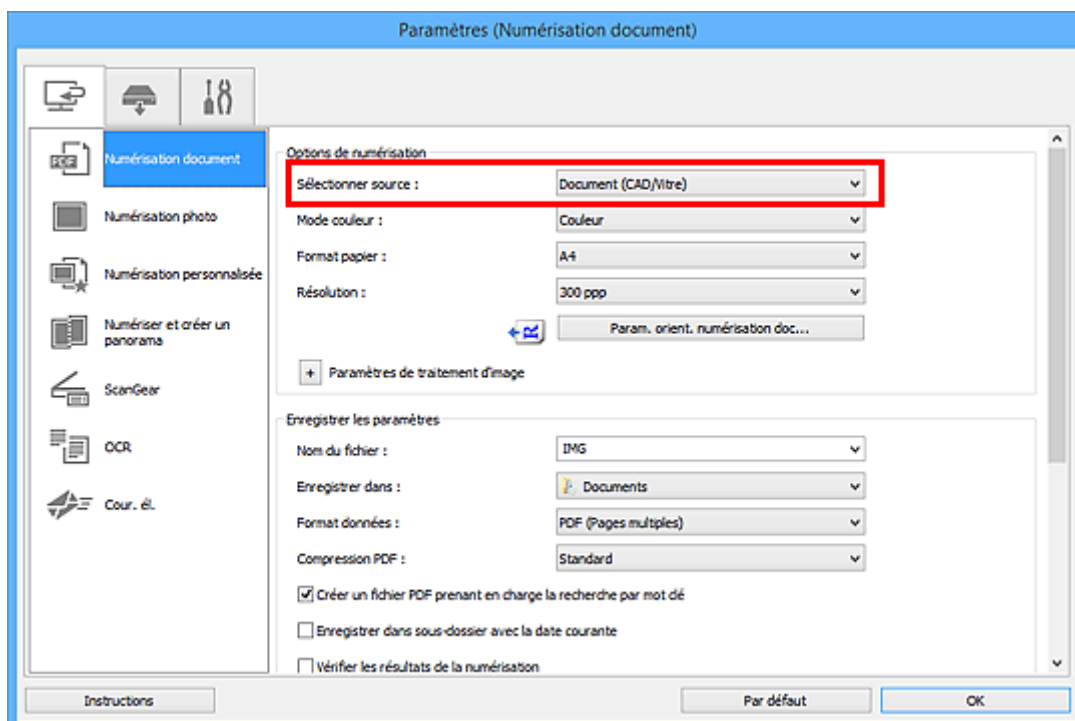 Paramètres (Numérisation document)
PDF
Numérisation document
Numérisation photo
Numérisation personnalisée
Numériser et créer un
panorama
ScanGear
OCR
Cour. él.
Options de numérisation
Sélectionner source : Document (CAD/Vitre)
Mode couleur : Couleur
Format papier : A4
Résolution : 300 ppp
R Param. orient. numérisation doc...
+ Paramètres de traitement d'image
Enregistrer les paramètres
Nom du fichier : IMG
Enregistrer dans : Documents
Format données : PDF (Pages multiples)
Compression PDF : Standard
Créer un fichier PDF prenant en charge la recherche par mot clé
Enregistrer dans sous-dossier avec la date courante
Vérifier les résultats de la numérisation
Instructions Par défaut OK